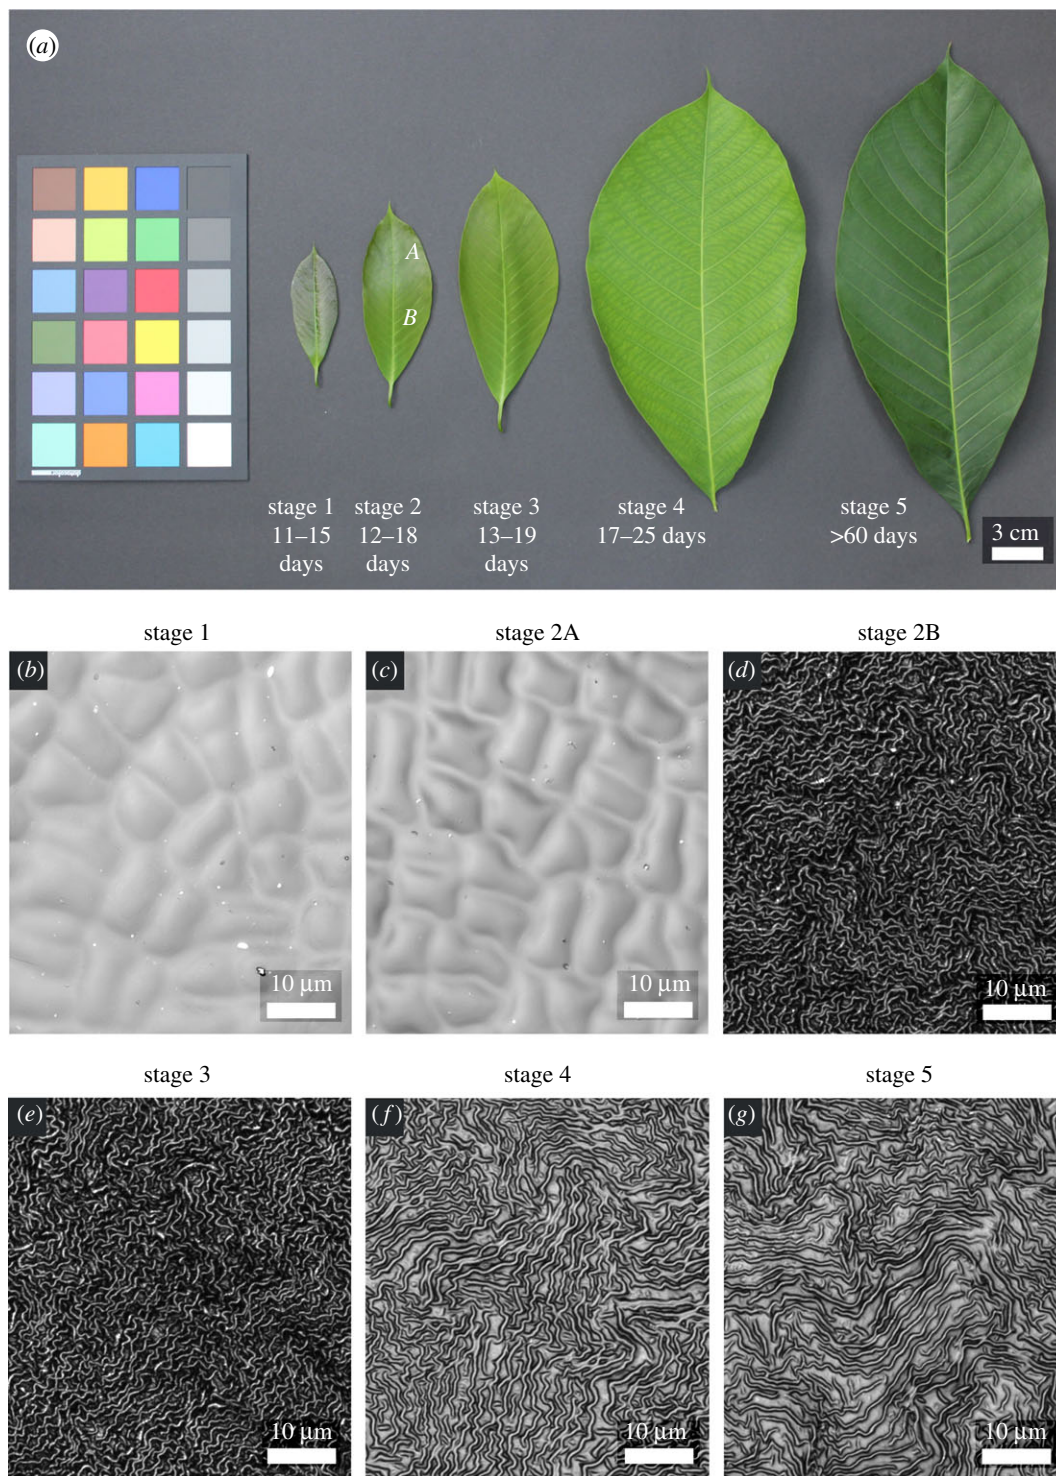 (a)
A
B
stage 1
11–15
days
stage 2
12–18
days
stage 3
13–19
days
stage 4
17–25 days
stage 5
>60 days
3 cm
stage 1
stage 2A
stage 2B
(b)
(c)
(d)
10 µm
10 µm
10 µm
stage 3
stage 4
stage 5
(e)
(f)
(g)
10 µm
10 µm
10 µm